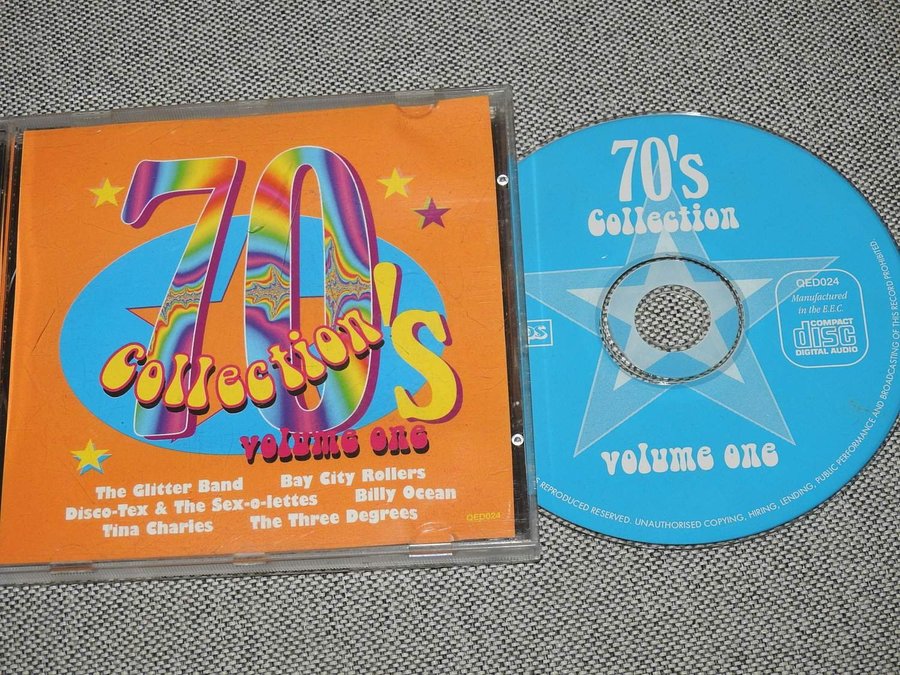 70's
Collection
volume one
The Glitter Band Bay City Rollers
Disco-Tex & The Sex-o-lettes Billy Ocean
Tina Charles The Three Degrees
QED024
70's
Collection
QED024
Manufactured
in the E.E.C.
COMPACT
disc
DIGITAL AUDIO
volume one
REPRODUCED RESERVED. UNAUTHORISED COPYING, HIRING, LENDING, PUBLIC PERFORMANCE AND BROADCASTING OF THIS RECORD PROHIBITED.